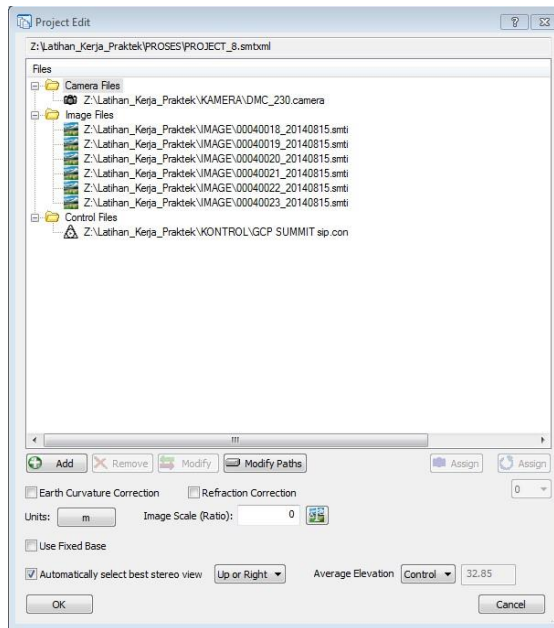 Project Edit
Z:\Latihan_Kerja_Praktek\PROSES\PROJECT_8.smtxml
Files
Camera Files
Z:\Latihan_Kerja_Praktek\KAMERA\DMC_230.camera
Image Files
Z:\Latihan_Kerja_Praktek\IMAGE\00040018_20140815.smti
Z:\Latihan_Kerja_Praktek\IMAGE\00040019_20140815.smti
Z:\Latihan_Kerja_Praktek\IMAGE\00040020_20140815.smti
Z:\Latihan_Kerja_Praktek\IMAGE\00040021_20140815.smti
Z:\Latihan_Kerja_Praktek\IMAGE\00040022_20140815.smti
Z:\Latihan_Kerja_Praktek\IMAGE\00040023_20140815.smti
Control Files
Z:\Latihan_Kerja_Praktek\KONTROL\GCP SUMMIT sip.con
Add Remove Modify Modify Paths Assign Assign
Earth Curvature Correction Refraction Correction 0
Units: m Image Scale (Ratio): 0
Use Fixed Base
Automatically select best stereo view Up or Right Average Elevation Control 32.85
OK Cancel